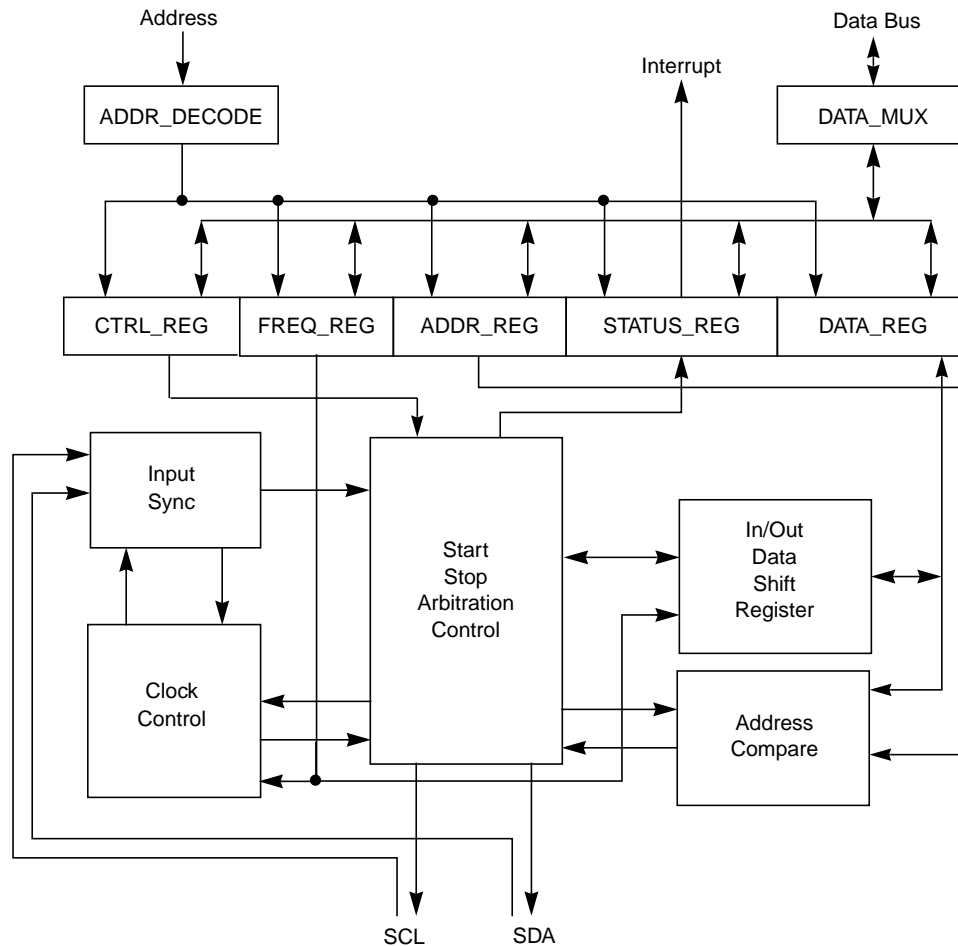 Address
Data Bus
Interrupt
ADDR_DECODE
DATA_MUX
CTRL_REG
FREQ_REG
ADDR_REG
STATUS_REG
DATA_REG
Input
Sync
Start
Stop
Arbitration
Control
In/Out
Data
Shift
Register
Clock
Control
Address
Compare
SCL
SDA